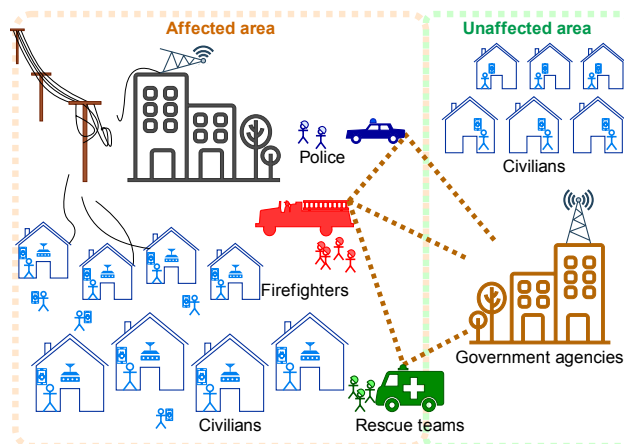 Affected area
Unaffected area
Police
Civilians
Firefighters
Government agencies
Civilians
Rescue teams